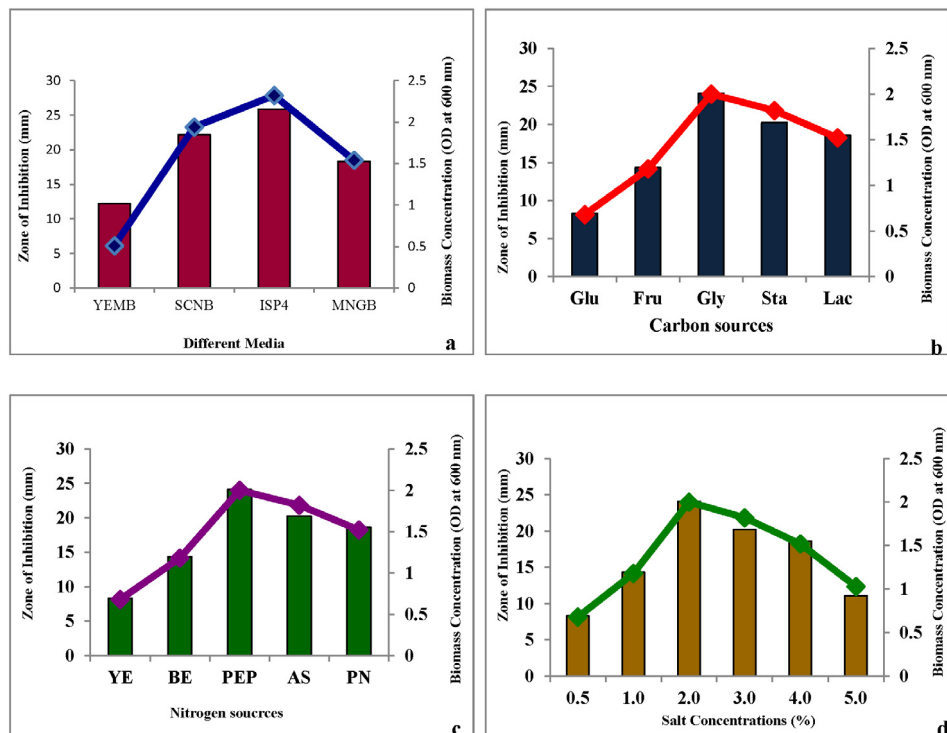 Zone of Inhibition (mm)
30
25
20
15
10
5
0
2.5
2
1.5
1
0.5
0
Biomass Concentration (OD at 600 nm)
YEMB SCNB ISP4 MNGB
Different Media
a
Zone of Inhibition (mm)
30
25
20
15
10
5
0
2.5
2
1.5
1
0.5
0
Biomass Concentration (OD at 600 nm)
Glu Fru Gly Sta Lac
Carbon sources
b
Zone of Inhibition (mm)
30
25
20
15
10
5
0
2.5
2
1.5
1
0.5
0
Biomass Concentration (OD at 600 nm)
YE BE PEP AS PN
Nitrogen soucrces
c
Zone of Inhibition (mm)
30
25
20
15
10
5
0
2.5
2
1.5
1
0.5
0
Biomass Concentration (OD at 600 nm)
0.5 1.0 2.0 3.0 4.0 5.0
Salt Concentrations (%)
d